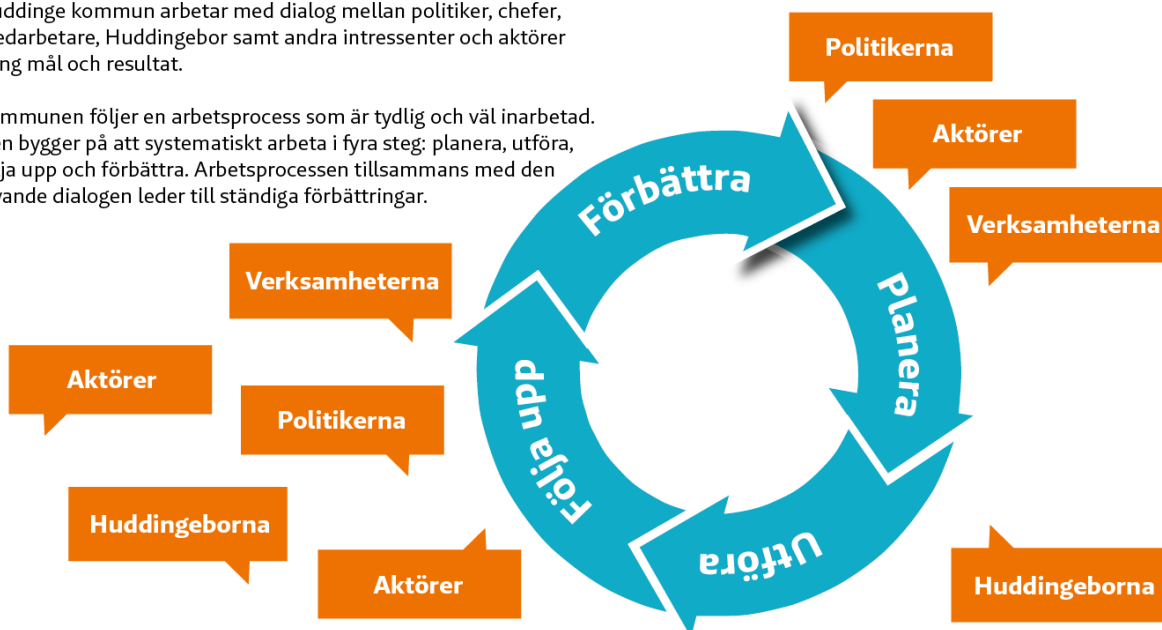 uddinge kommun arbetar med dialog mellan politiker, chefer,
edarbetare, Huddingebor samt andra intressenter och aktörer
ng mål och resultat.
mmunen följer en arbetsprocess som är tydlig och väl inarbetad.
en bygger på att systematiskt arbeta i fyra steg: planera, utföra,
lja upp och förbättra. Arbetsprocessen tillsammans med den
vande dialogen leder till ständiga förbättringar.
Politikerna
Aktörer
Verksamheterna
Förbättra
Planera
Utföra
Följa upp
Verksamheterna
Aktörer
Politikerna
Huddingeborna
Aktörer
Huddingeborna